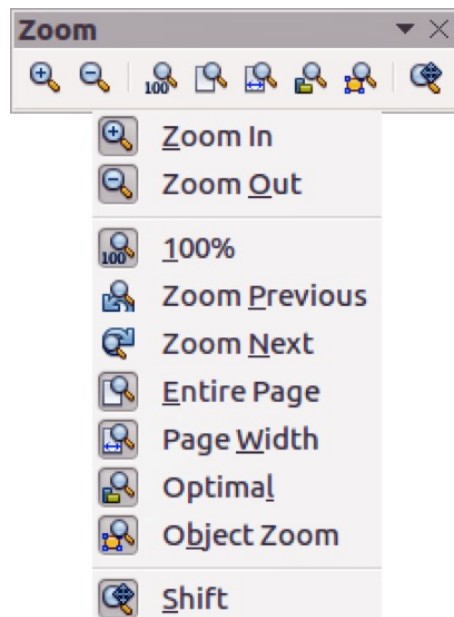 Zoom
100
Zoom In
Zoom Out
100
100%
Zoom Previous
Zoom Next
Entire Page
Page Width
Optimal
Object Zoom
Shift